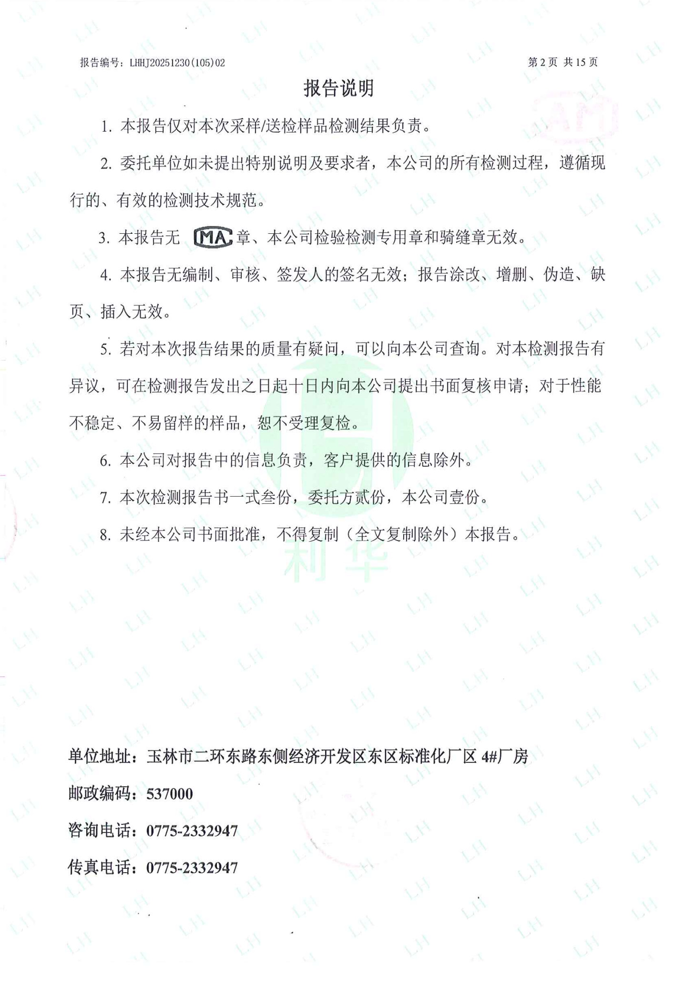 报告编号：LHHJ20251230(105)02
第2页 共15页
报告说明
1. 本报告仅对本次采样/送检样品检测结果负责。
2. 委托单位如未提出特别说明及要求者，本公司的所有检测过程，遵循现
行的、有效的检测技术规范。
3. 本报告无 MA 章、本公司检验检测专用章和骑缝章无效。
4. 本报告无编制、审核、签发人的签名无效；报告涂改、增删、伪造、缺
页、插入无效。
5. 若对本次报告结果的质量有疑问，可以向本公司查询。对本检测报告有
异议，可在检测报告发出之日起十日内向本公司提出书面复核申请；对于性能
不稳定、不易留样的样品，恕不受理复检。
6. 本公司对报告中的信息负责，客户提供的信息除外。
7. 本次检测报告书一式叁份，委托方贰份，本公司壹份。
8. 未经本公司书面批准，不得复制（全文复制除外）本报告。
利华
单位地址：玉林市二环东路东侧经济开发区东区标准化厂区 4#厂房
邮政编码：537000
咨询电话：0775-2332947
传真电话：0775-2332947